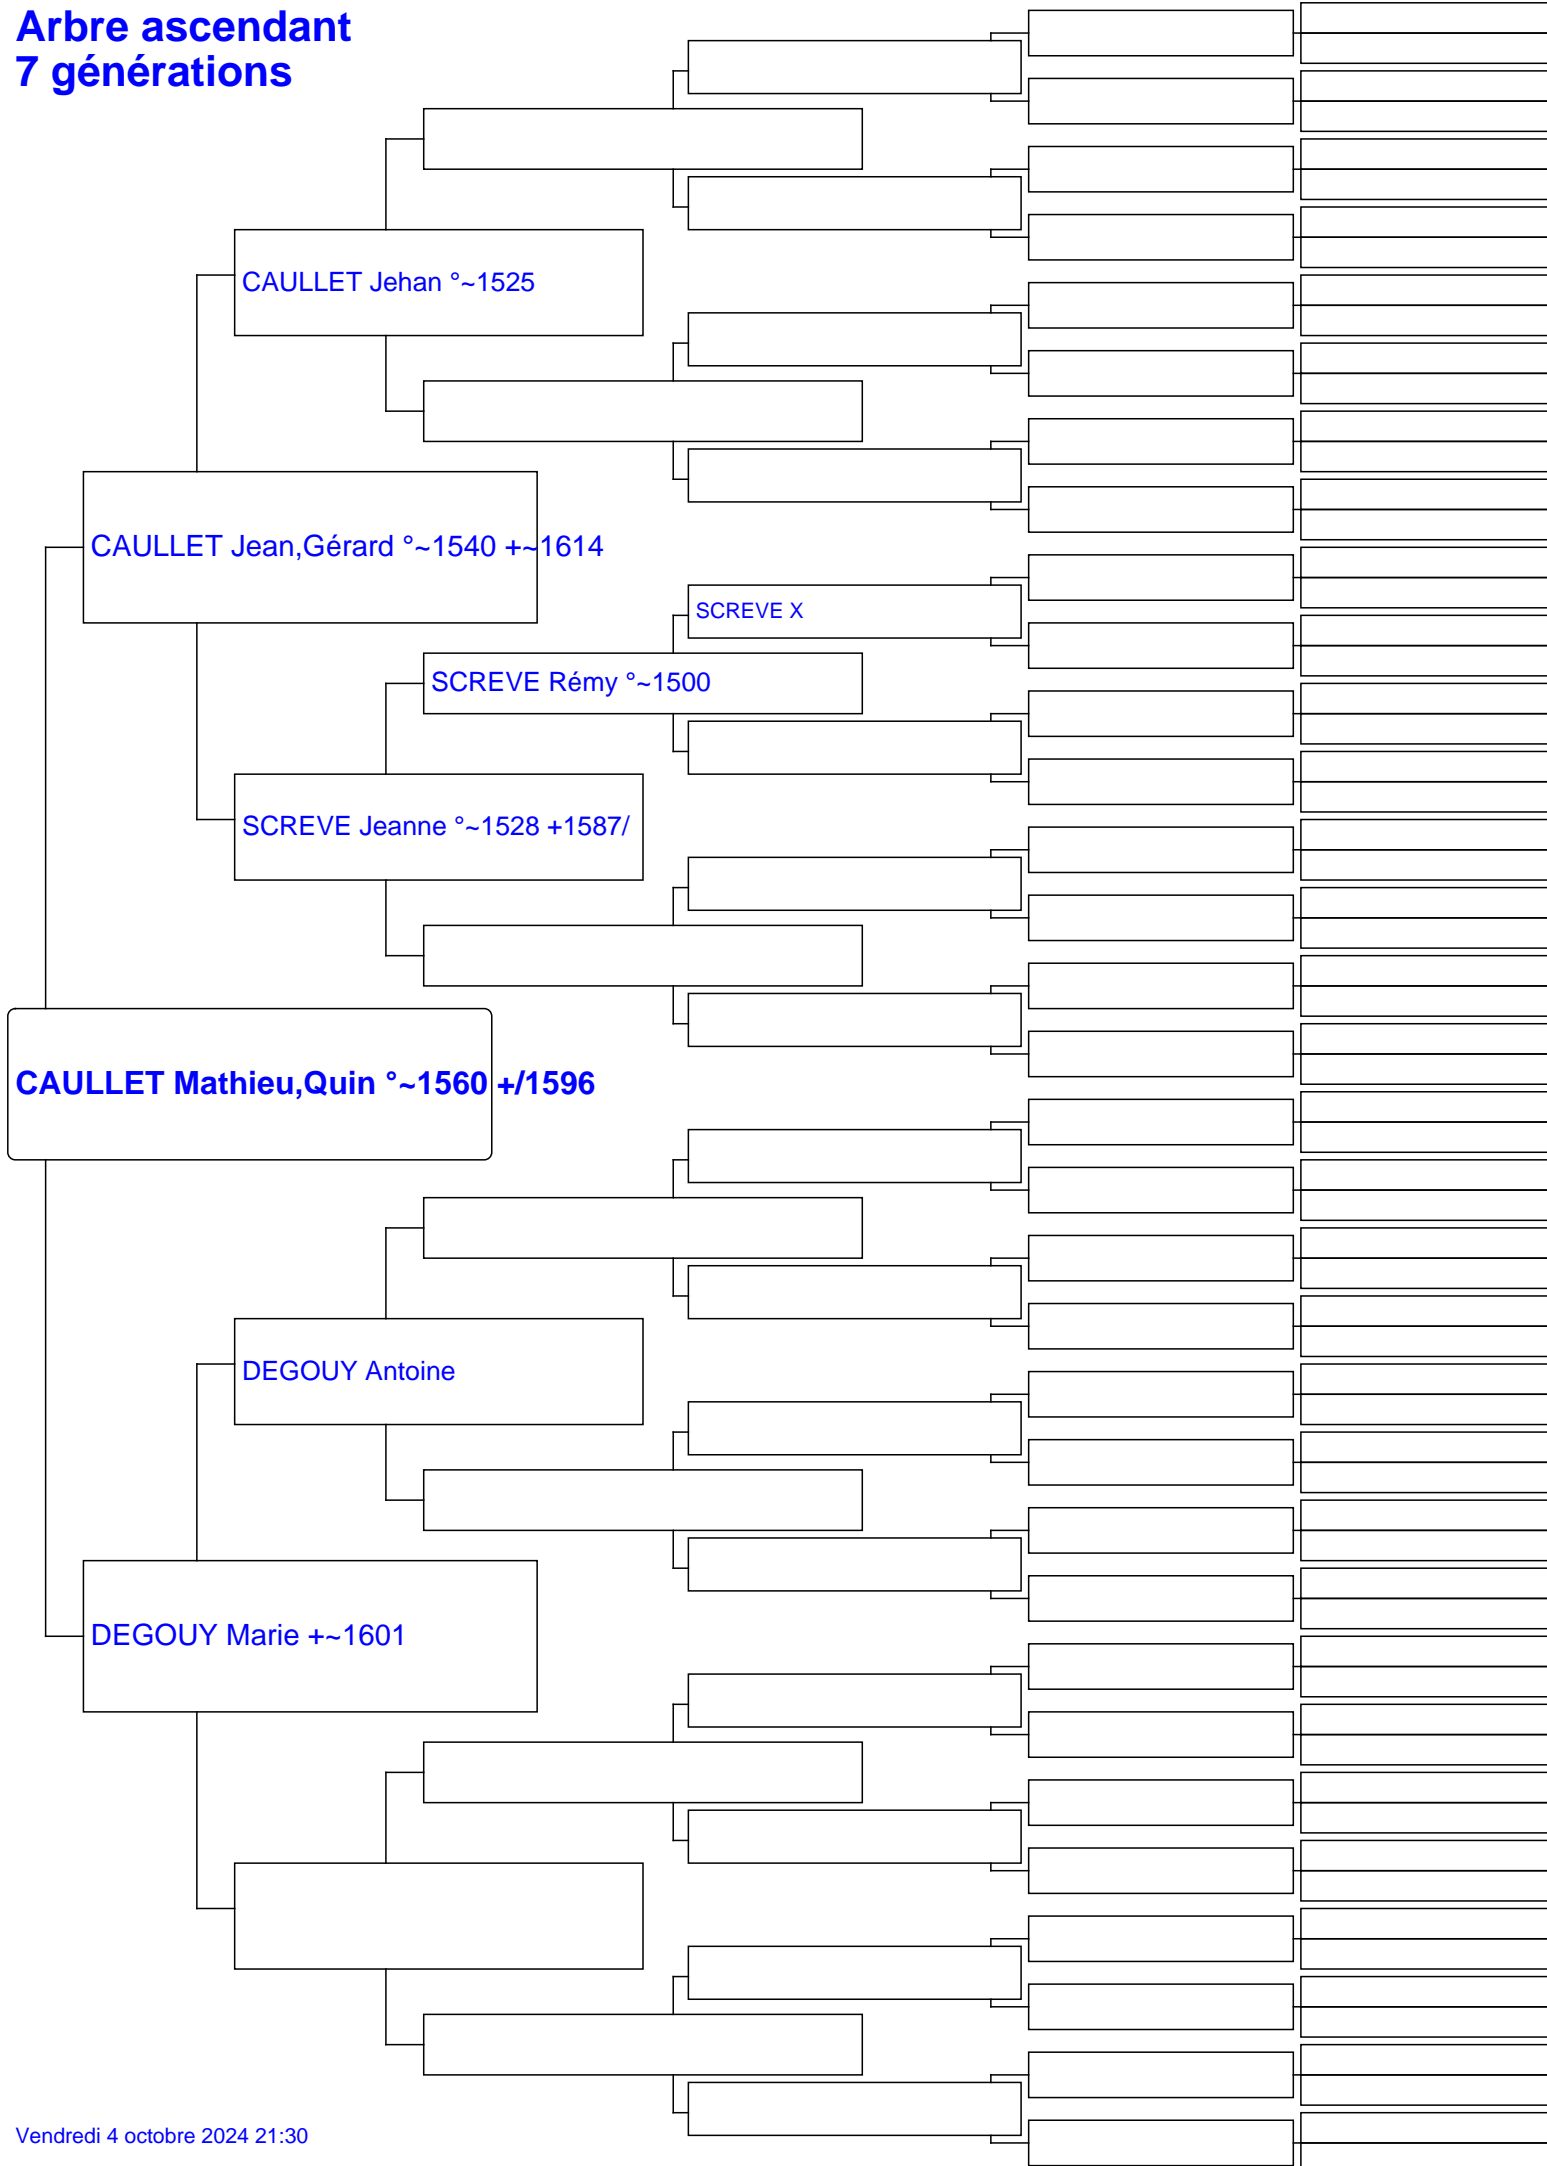 Arbre ascendant
7 générations
CAULLET Jehan °~1525
CAULLET Jean,Gérard °~1540 +~1614
SCREVE X
SCREVE Rémy °~1500
SCREVE Jeanne °~1528 +1587/
CAULLET Mathieu,Quin °~1560 +/1596
DEGOUY Antoine
DEGOUY Marie +~1601
Vendredi 4 octobre 2024 21:30